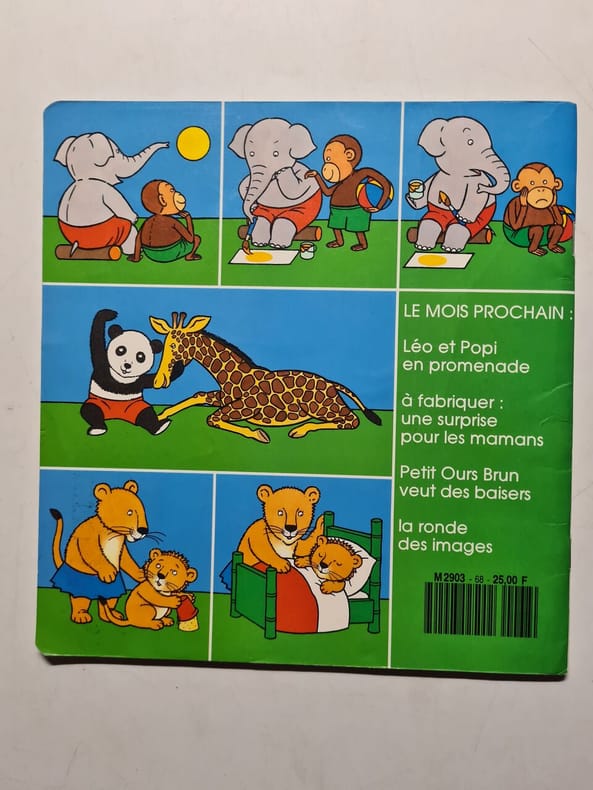 LE MOIS PROCHAIN :
Léo et Popi
en promenade
à fabriquer :
une surprise
pour les mamans
Petit Ours Brun
veut des baisers
la ronde
des images
M 2903 - 68 - 25,00 F